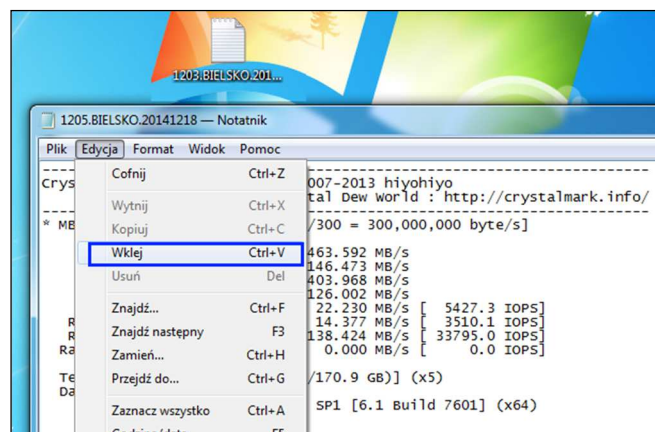 1203.BIELSKO.201...
1205.BIELSKO.20141218 — Notatnik
Plik Edycja Format Widok Pomoc
Crys 007-2013 hiyohiyo
tal Dew World : http://crystalmark.info/
* MB /300 = 300,000,000 byte/s]
463.592 MB/s
146.473 MB/s
403.968 MB/s
126.002 MB/s
22.230 MB/s [ 5427.3 IOPS]
R 14.377 MB/s [ 3510.1 IOPS]
R 138.424 MB/s [ 33795.0 IOPS]
Ra 0.000 MB/s [ 0.0 IOPS]
Te /170.9 GB)] (x5)
Da
SP1 [6.1 Build 7601] (x64)
Cofnij Ctrl+Z
Wytnij Ctrl+X
Kopiuj Ctrl+C
Wklej Ctrl+V
Usuń Del
Znajdź... Ctrl+F
Znajdź następny F3
Zamień... Ctrl+H
Przejdź do... Ctrl+G
Zaznacz wszystko Ctrl+A